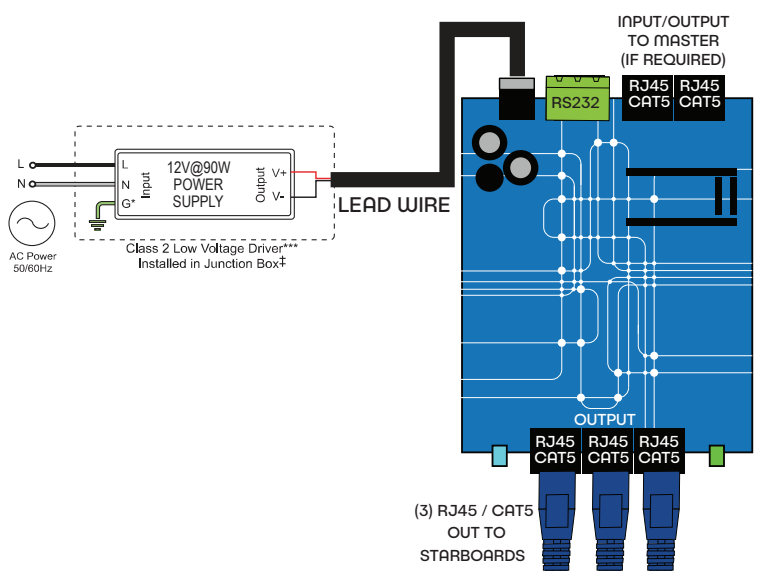 INPUT/OUTPUT
TO MASTER
(IF REQUIRED)
RS232
RJ45
CAT5
RJ45
CAT5
L
N
AC Power
50/60Hz
L
N
G*
Input
12V@90W
POWER
SUPPLY
Output
V+
V-
LEAD WIRE
Class 2 Low Voltage Driver***
Installed in Junction Box‡
OUTPUT
RJ45
CAT5
RJ45
CAT5
RJ45
CAT5
(3) RJ45 / CAT5
OUT TO
STARBOARDS